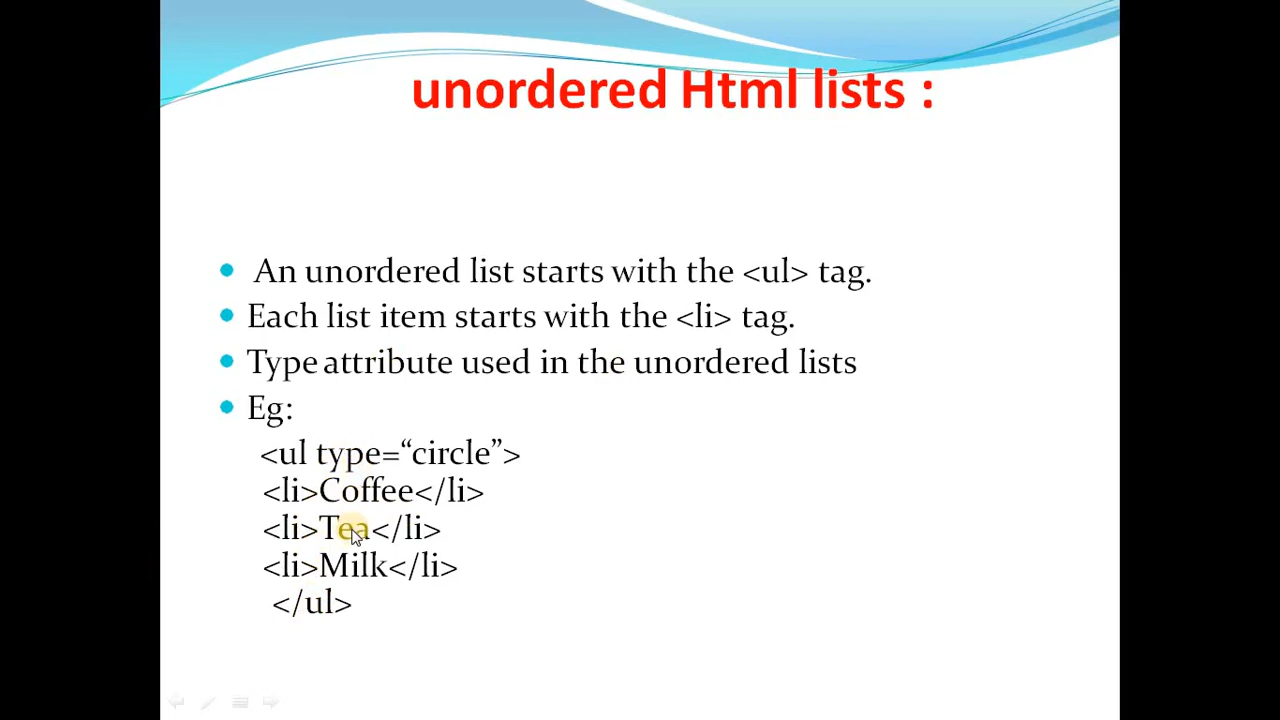 unordered Html lists :
An unordered list starts with the <ul> tag.
Each list item starts with the <li> tag.
Type attribute used in the unordered lists
Eg:
<ul type=“circle”>
<li>Coffee</li>
<li>Tea</li>
<li>Milk</li>
</ul>